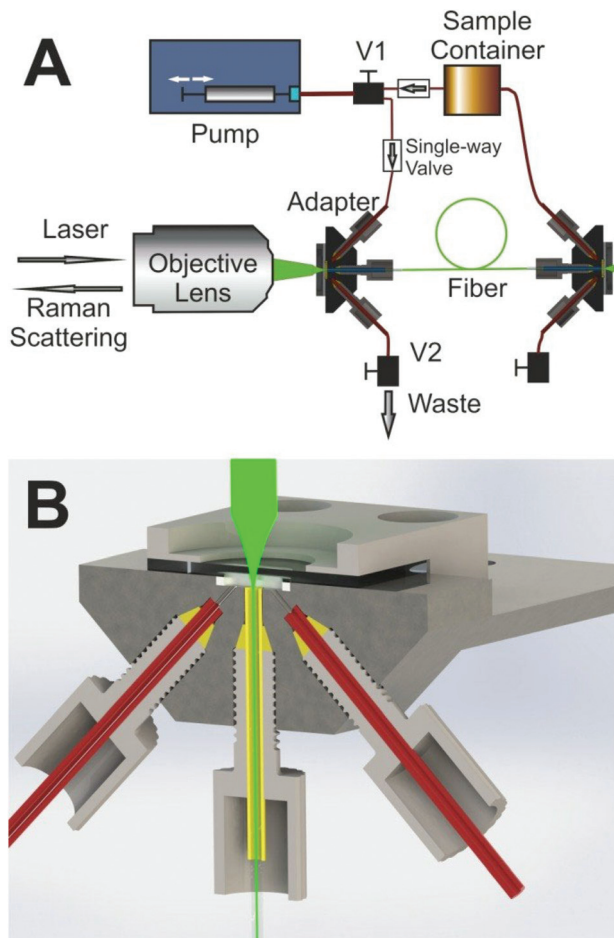 A
V1
Sample
Container
Pump
Single-way
Valve
Adapter
Laser
Objective
Lens
Fiber
Raman
Scattering
V2
Waste
B